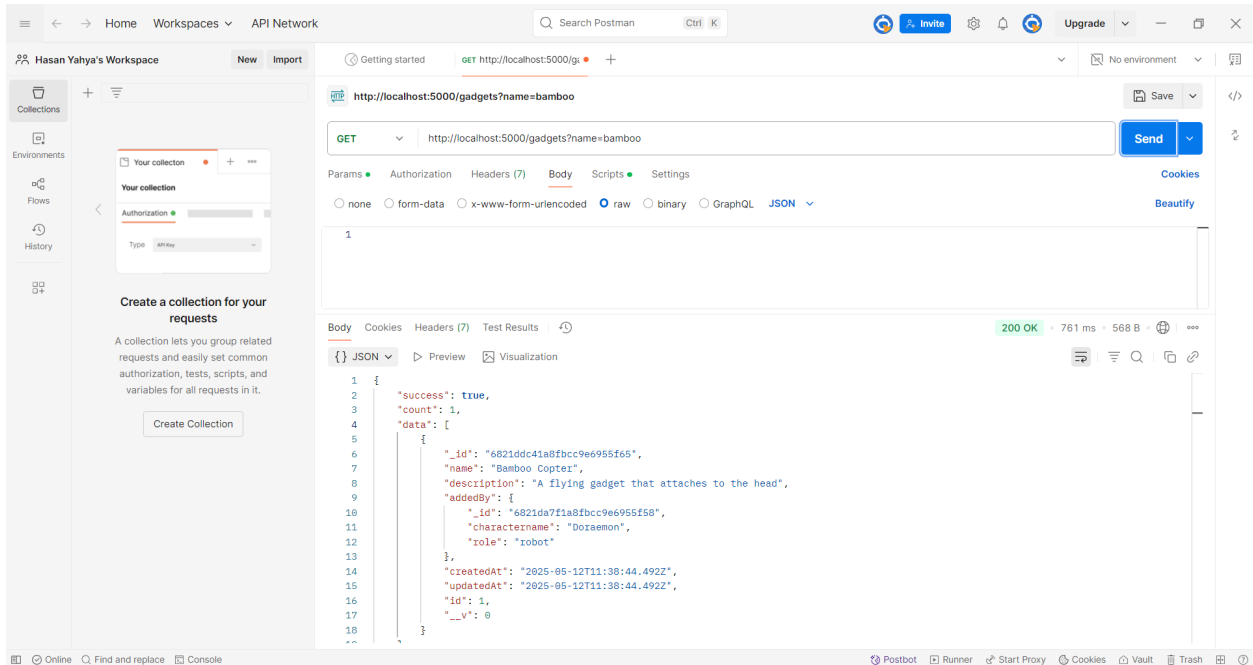 Home Workspaces API Network Search Postman Ctrl K Invite Upgrade
Hasan Yahya's Workspace New Import Getting started GET http://localhost:5000/ga No environment
Collections
Environments
Flows
History
Your collecton
Your collection
Authorization
Type API Key
Create a collection for your
requests
A collection lets you group related
requests and easily set common
authorization, tests, scripts, and
variables for all requests in it.
Create Collection
HTTP http://localhost:5000/gadgets?name=bamboo Save
GET http://localhost:5000/gadgets?name=bamboo Send
Params Authorization Headers (7) Body Scripts Settings Cookies
none form-data x-www-form-urlencoded raw binary GraphQL JSON Beautify
1
Body Cookies Headers (7) Test Results 200 OK 761 ms 568 B
{} JSON Preview Visualization
1 {
2 "success": true,
3 "count": 1,
4 "data": [
5 {
6 "_id": "6821ddc41a8fbcc9e6955f65",
7 "name": "Bamboo Copter",
8 "description": "A flying gadget that attaches to the head",
9 "addedBy": {
10 "_id": "6821da7f1a8fbcc9e6955f58",
11 "charactername": "Doraemon",
12 "role": "robot"
13 },
14 "createdAt": "2025-05-12T11:38:44.492Z",
15 "updatedAt": "2025-05-12T11:38:44.492Z",
16 "id": 1,
17 "__v": 0
18 }
Online Find and replace Console Postbot Runner Start Proxy Cookies Vault Trash